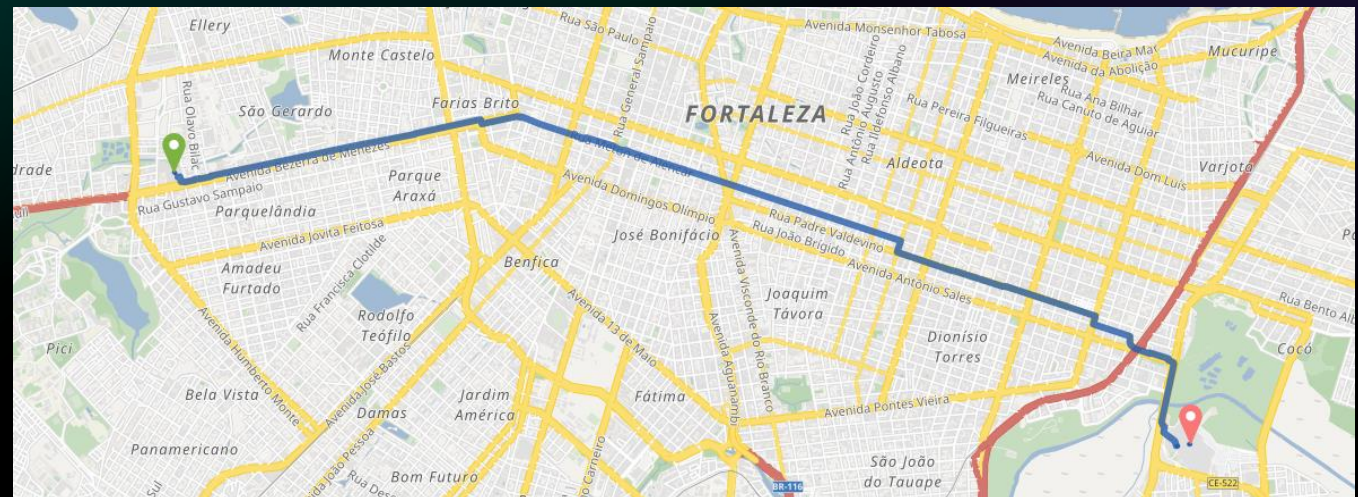 Ellery
Rua São Paulo
Avenida Monsenhor Tabosa
Avenida Beira Mar
Mucuripe
Monte Castelo
Rua General Sampaio
Rua João Cordeiro
Avenida da Abolição
Meireles
Rua Olavo Bilac
São Gerardo
Farias Brito
FORTALEZA
Rua Antônio Augusto
Rua Ildefonso Albano
Rua Pereira Filgueiras
Rua Ana Bilhar
Rua Canuto de Aguiar
Avenida Bezerra de Menezes
Aldeota
Avenida Dom Luís
Varjota
drade
Rua Gustavo Sampaio
Parque
Araxá
Parquelândia
Avenida Domingos Olímpio
Rua Padre Valdevino
Avenida Jovita Feitosa
José Bonifácio
Rua João Brígido
Benfica
Amadeu
Furtado
Rua Francisca Clotilde
Avenida Visconde do Rio Branco
Avenida Antônio Sales
Joaquim
Távora
Rua Bento Alb
Rodolfo
Teófilo
Avenida 13 de Maio
Dionísio
Torres
Pici
Avenida Humberto Monte
Avenida José Bastos
Avenida Aguanambi
Cocó
Bela Vista
Damas
Jardim
América
Fátima
Avenida Pontes Vieira
Panamericano
Avenida João Pessoa
Bom Futuro
São João
do Tauape
BR-116
CE-522